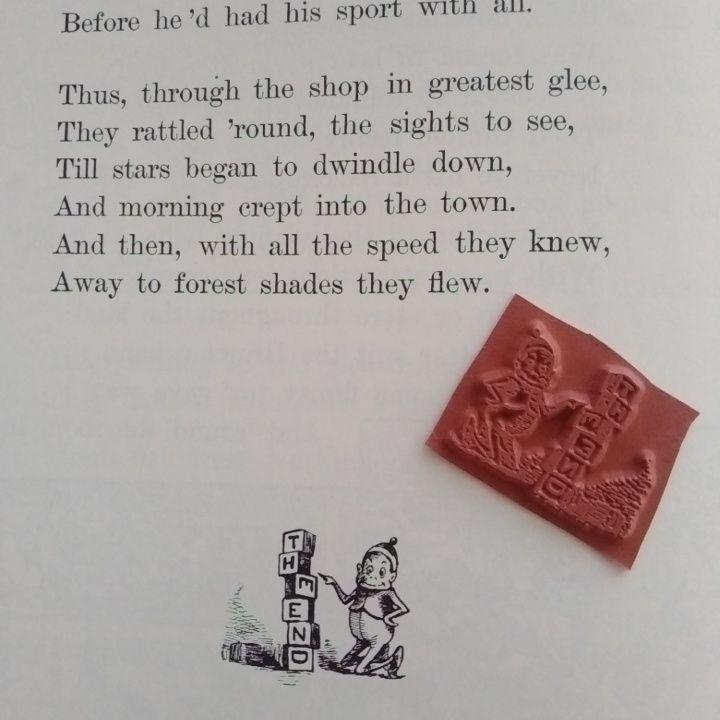 Before he'd had his sport with all.
Thus, through the shop in greatest glee,
They rattled 'round, the sights to see,
Till stars began to dwindle down,
And morning crept into the town.
And then, with all the speed they knew,
Away to forest shades they flew.
T
H
E
E
N
D